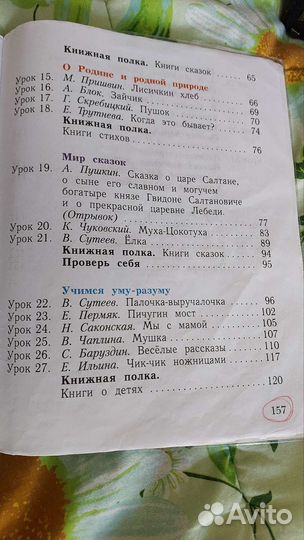 Книжная полка. Книги сказок . . . . . . 65
О Родине и родной природе
Урок 15. М. Пришвин. Лисичкин хлеб . . . . . 66
Урок 16. А. Блок. Зайчик . . . . . . . . 69
Урок 17. Г. Скребицкий. Пушок . . . . . . 70
Урок 18. Е. Трутнева. Когда это бывает? . . . . 74
Книжная полка.
Книги стихов . . . . . . . . . . 76
Мир сказок
Урок 19. А. Пушкин. Сказка о царе Салтане,
о сыне его славном и могучем
богатыре князе Гвидоне Салтановиче
и о прекрасной царевне Лебеди.
(Отрывок) . . . . . . . . . . 77
Урок 20. К. Чуковский. Муха-Цокотуха . . . . 83
Урок 21. В. Сутеев. Ёлка . . . . . . . . 89
Книжная полка. Книги сказок . . . . . 94
Проверь себя . . . . . . . . . . 95
Учимся уму-разуму
Урок 22. В. Сутеев. Палочка-выручалочка . . . 96
Урок 23. Е. Пермяк. Пичугин мост . . . . . 102
Урок 24. Н. Саконская. Мы с мамой . . . . . 105
Урок 25. В. Чаплина. Мушка . . . . . . . 107
Урок 26. С. Баруздин. Весёлые рассказы . . . . 110
Урок 27. Е. Ильина. Чик-чик ножницами . . . . 117
Книжная полка.
Книги о детях . . . . . . . . . . 120
157
Avito